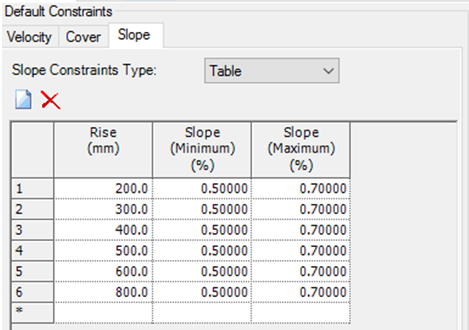 Default Constraints
Velocity Cover Slope
Slope Constraints Type: Table
Rise (mm) Slope (Minimum) (%) Slope (Maximum) (%)
1 200.0 0.50000 0.70000
2 300.0 0.50000 0.70000
3 400.0 0.50000 0.70000
4 500.0 0.50000 0.70000
5 600.0 0.50000 0.70000
6 800.0 0.50000 0.70000
*